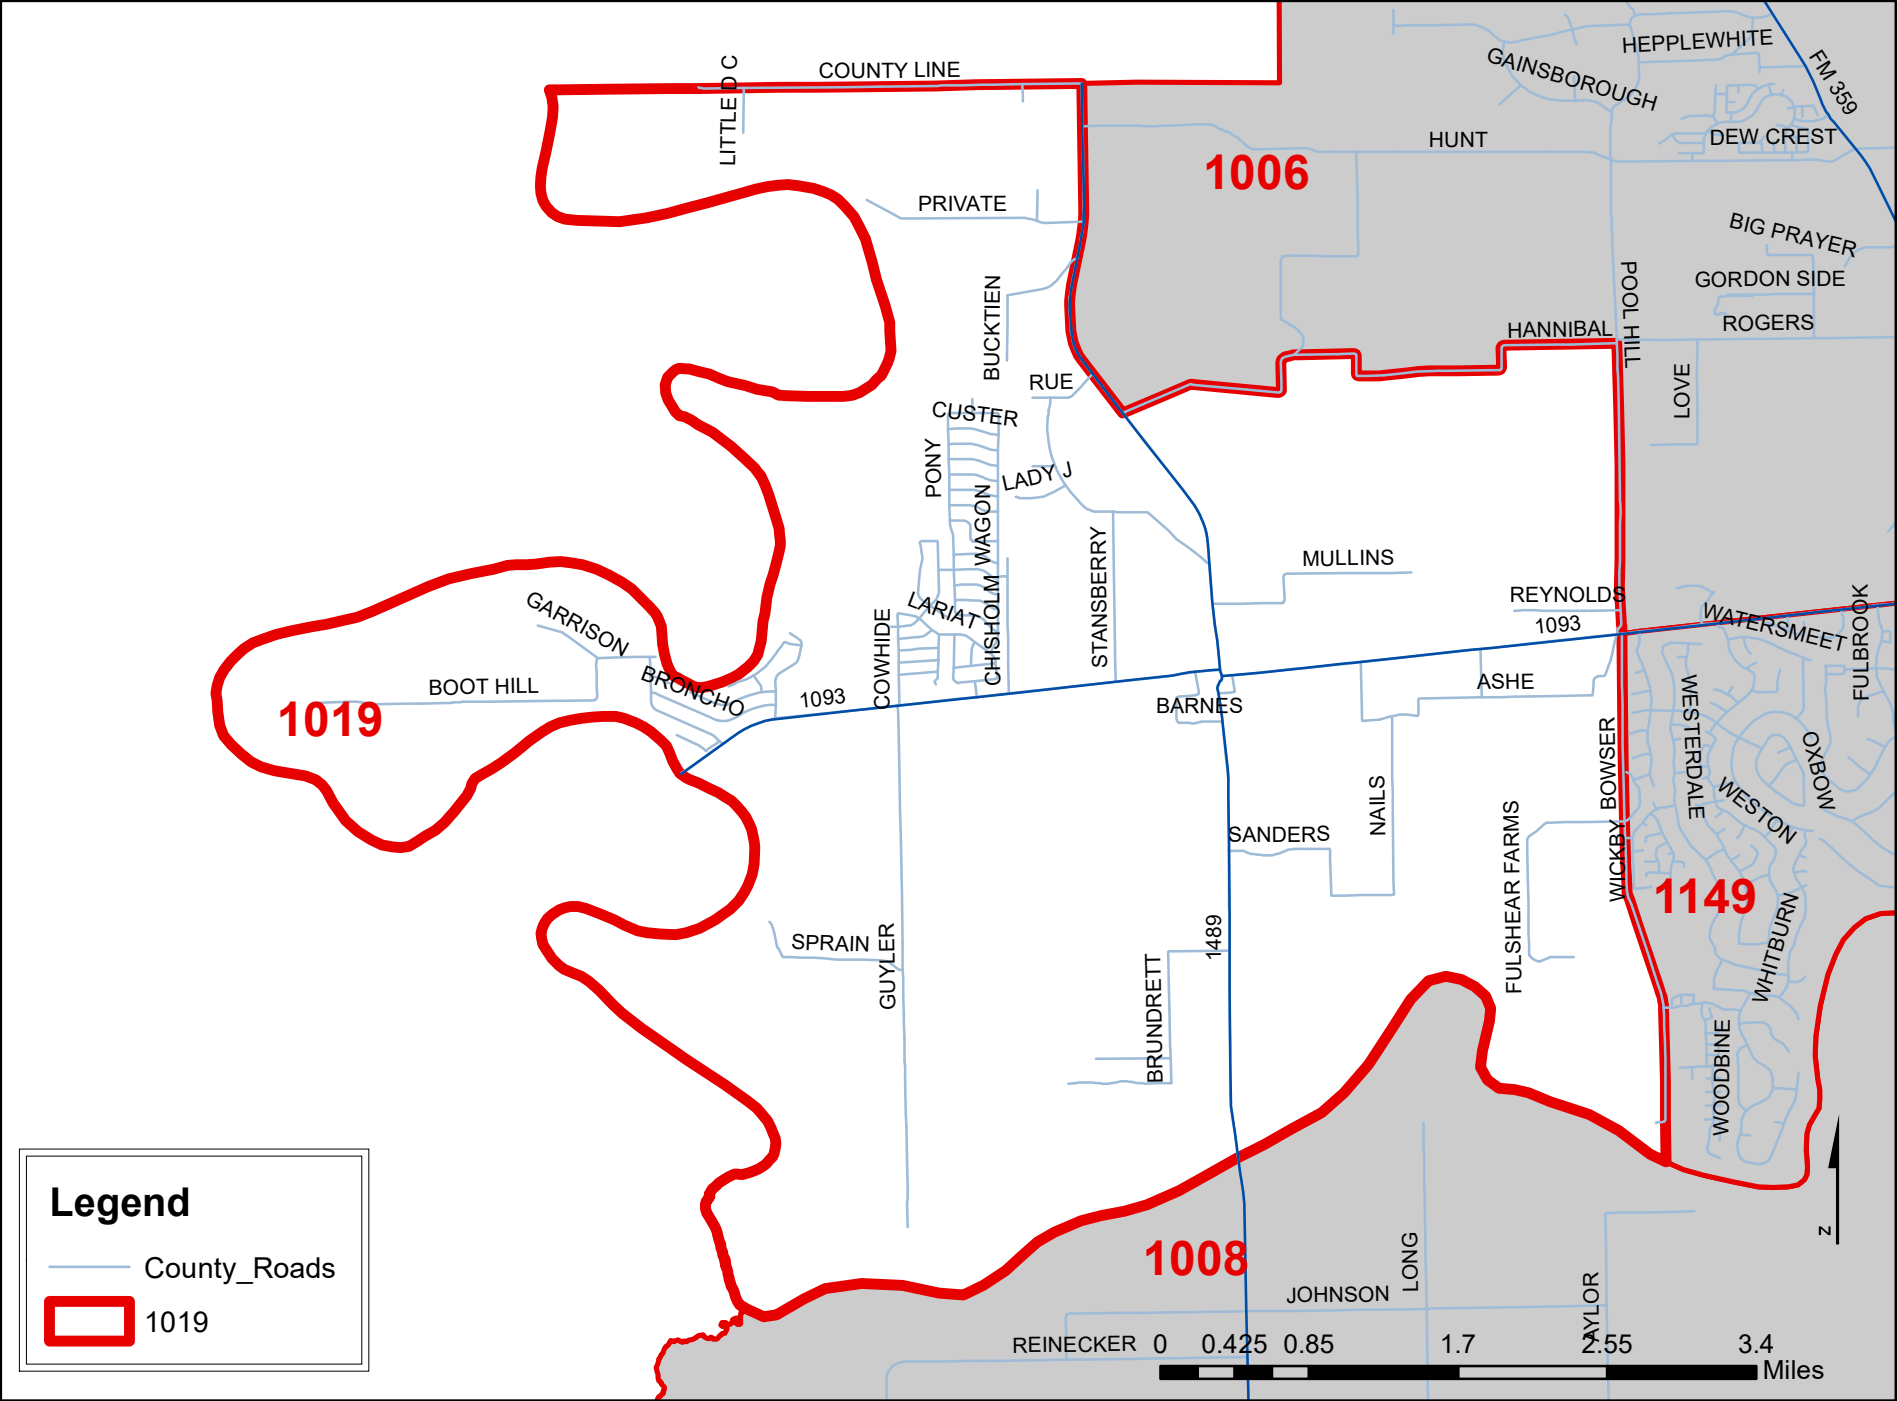 HEPPLEWHITE
GAINSBOROUGH
FM 359
LITTLE D C
COUNTY LINE
DEW CREST
HUNT
1006
PRIVATE
BIG PRAYER
GORDON SIDE
POOL HILL
BUCKTIEN
ROGERS
HANNIBAL
RUE
LOVE
CUSTER
PONY
LADY J
WAGON
STANSBERRY
MULLINS
REYNOLDS
GARRISON
LARIAT
CHISHOLM
COWHIDE
1093
WATERSMEET
FULBROOK
BOOT HILL
BRONCHO
1093
1019
BARNES
ASHE
WESTERDALE
OXBOW
BOWSER
NAILS
WESTON
SANDERS
FULSHEAR FARMS
WICKBY
1149
WHITBURN
SPRAIN
GUYLER
1489
BRUNDRETT
WOODBINE
Legend
County_Roads
1019
1008
LONG
JOHNSON
REINECKER
0 0.425 0.85 1.7 2.55 3.4
Miles
AYLOR
Z